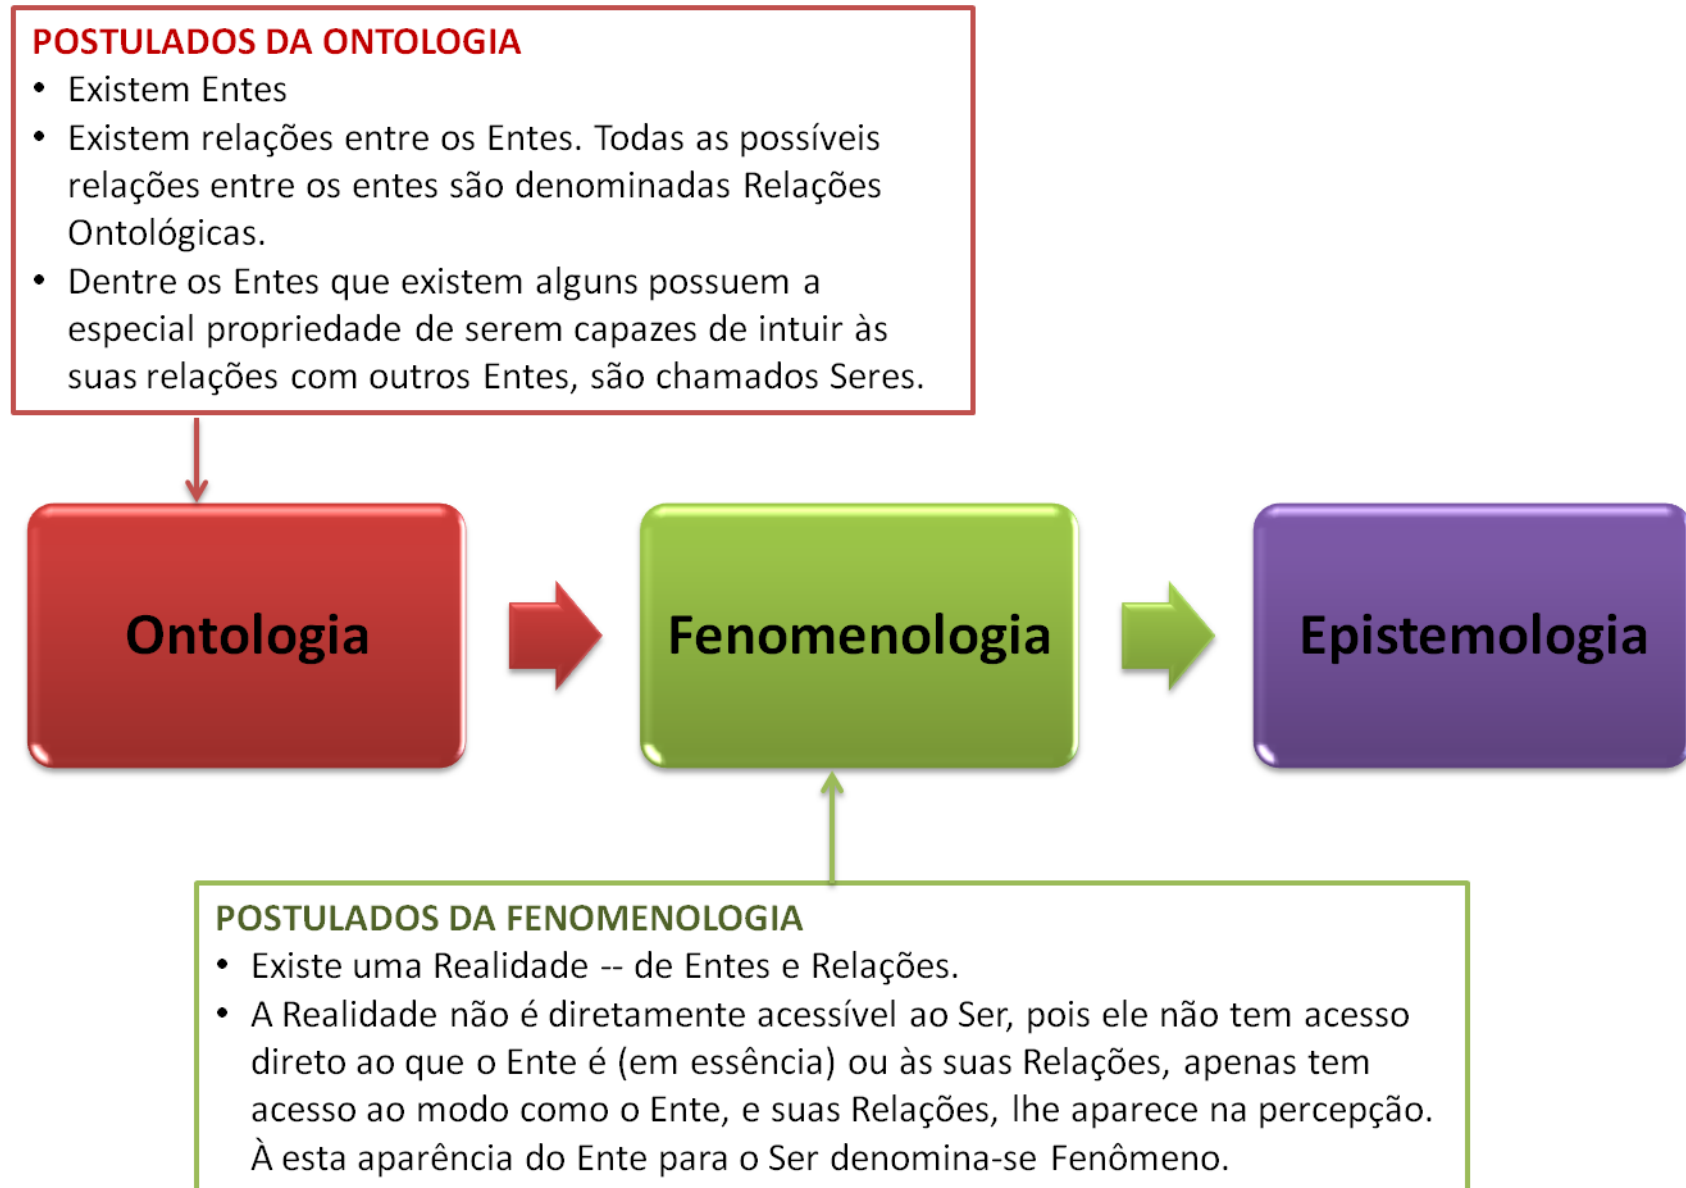 POSTULADOS DA ONTOLOGIA
• Existem Entes
• Existem relações entre os Entes. Todas as possíveis
relações entre os entes são denominadas Relações
Ontológicas.
• Dentre os Entes que existem alguns possuem a
especial propriedade de serem capazes de intuir às
suas relações com outros Entes, são chamados Seres.
Ontologia
Fenomenologia
Epistemologia
POSTULADOS DA FENOMENOLOGIA
• Existe uma Realidade -- de Entes e Relações.
• A Realidade não é diretamente acessível ao Ser, pois ele não tem acesso
direto ao que o Ente é (em essência) ou às suas Relações, apenas tem
acesso ao modo como o Ente, e suas Relações, lhe aparece na percepção.
À esta aparência do Ente para o Ser denomina-se Fenômeno.